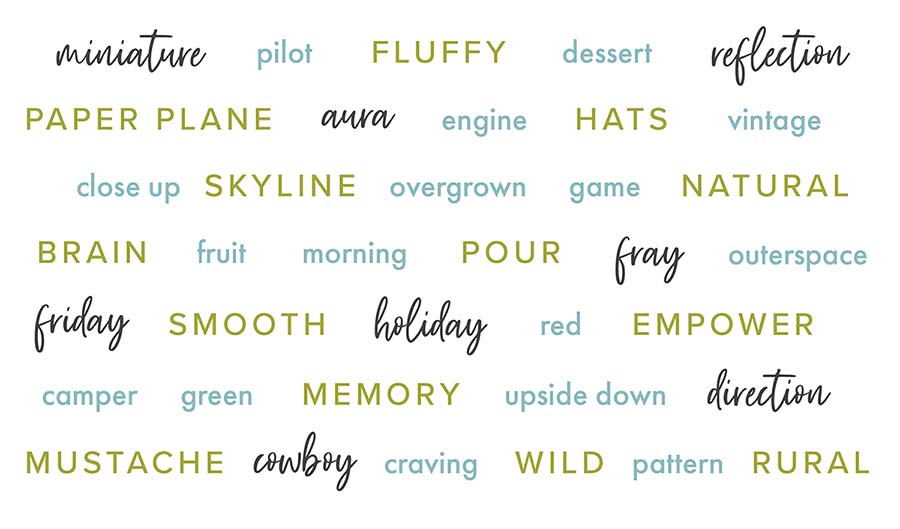 miniature pilot FLUFFY dessert reflection
PAPER PLANE aura engine HATS vintage
close up SKYLINE overgrown game NATURAL
BRAIN fruit morning POUR fray outerspace
friday SMOOTH holiday red EMPOWER
camper green MEMORY upside down direction
MUSTACHE cowboy craving WILD pattern RURAL